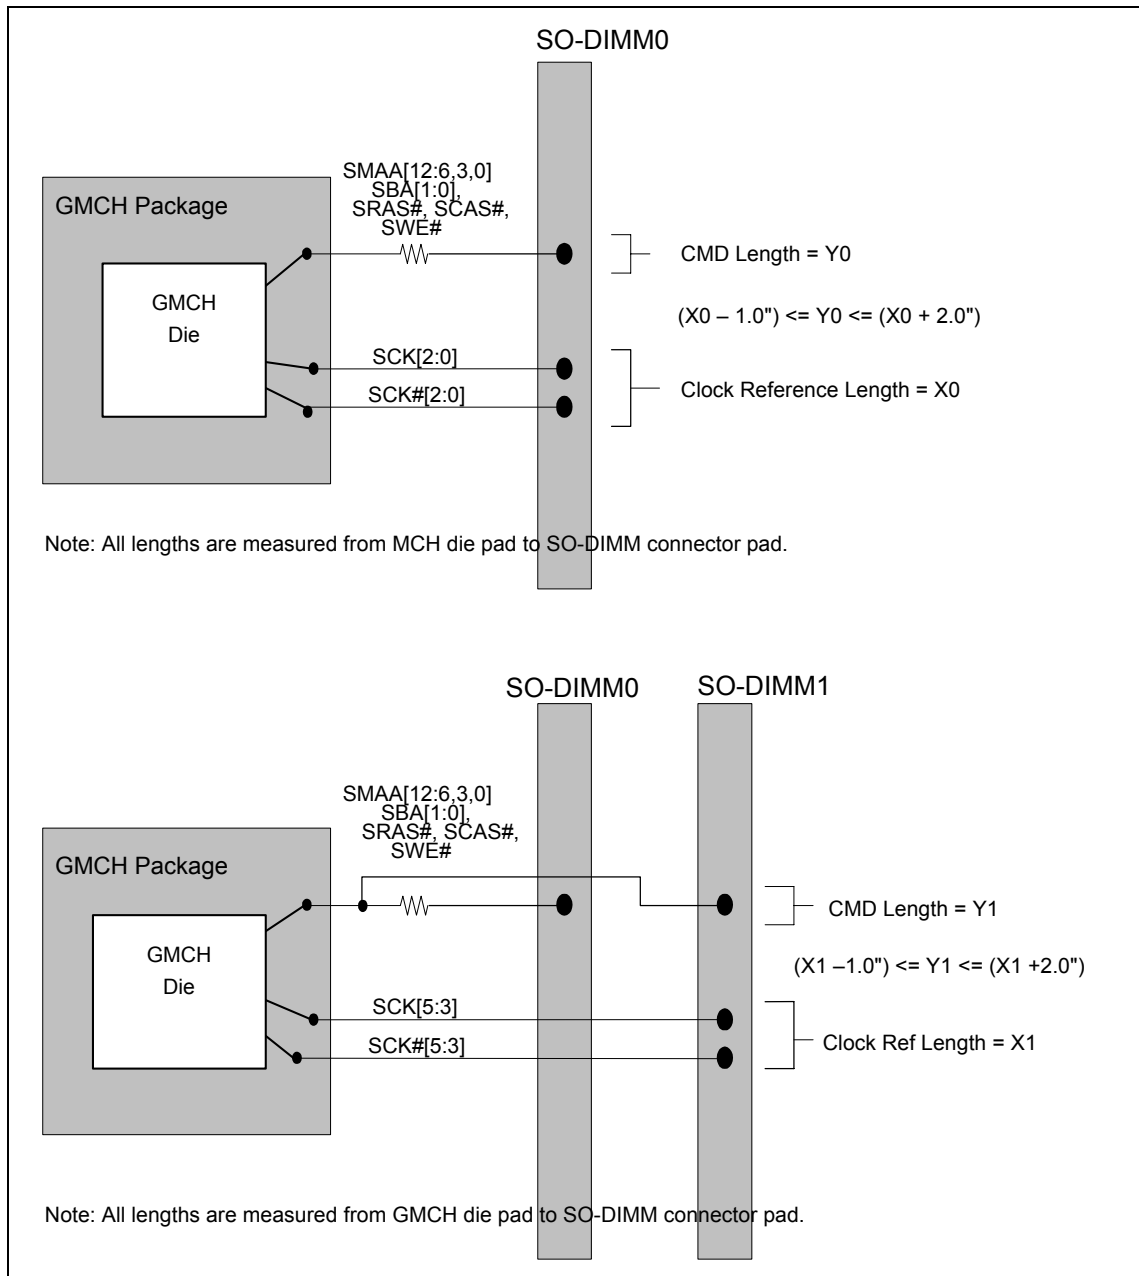 SO-DIMM0
SMAA[12:6,3,0]
SBA[1:0],
SRAS#, SCAS#,
SWE#
GMCH Package
GMCH
Die
CMD Length = Y0
(X0 – 1.0") <= Y0 <= (X0 + 2.0")
SCK[2:0]
SCK#[2:0]
Clock Reference Length = X0
Note: All lengths are measured from MCH die pad to SO-DIMM connector pad.
SO-DIMM0
SO-DIMM1
SMAA[12:6,3,0]
SBA[1:0],
SRAS#, SCAS#,
SWE#
GMCH Package
GMCH
Die
CMD Length = Y1
(X1 –1.0") <= Y1 <= (X1 +2.0")
SCK[5:3]
SCK#[5:3]
Clock Ref Length = X1
Note: All lengths are measured from GMCH die pad to SO-DIMM connector pad.